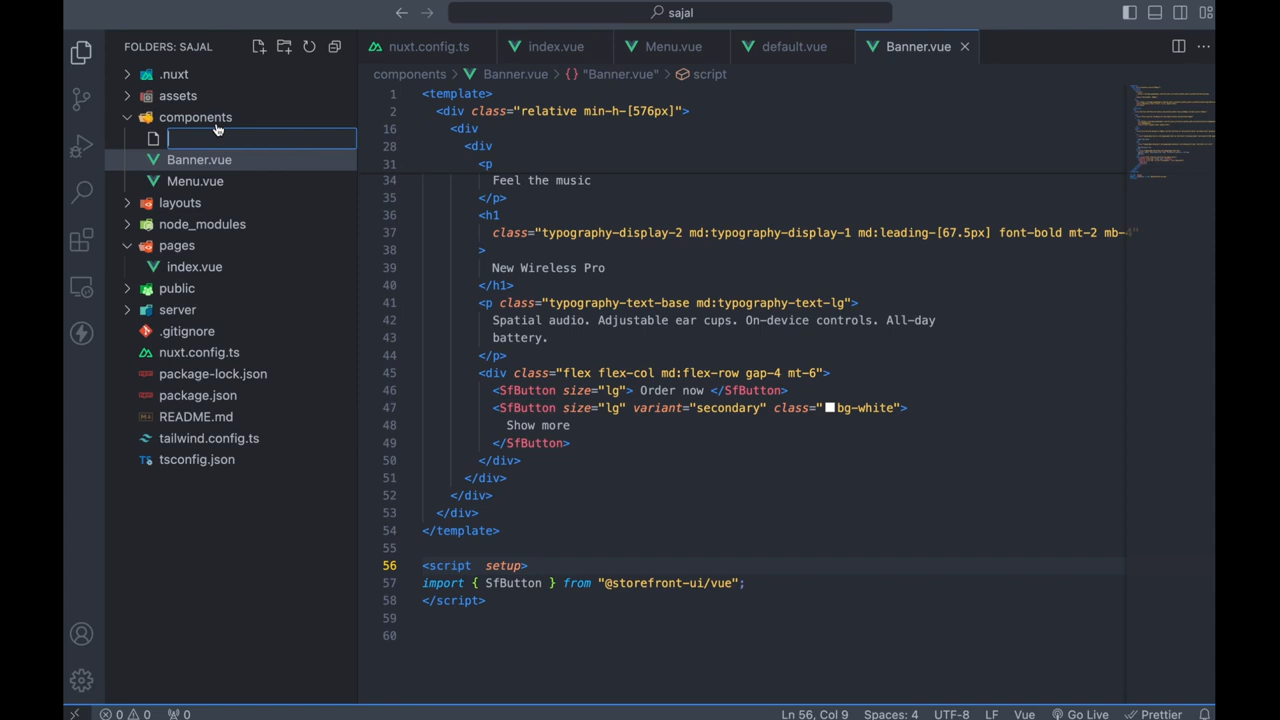 sajal
FOLDERS: SAJAL
.nuxt
assets
components
Banner.vue
Menu.vue
layouts
node_modules
pages
index.vue
public
server
.gitignore
nuxt.config.ts
package-lock.json
package.json
README.md
tailwind.config.ts
TS tsconfig.json
nuxt.config.ts
index.vue
Menu.vue
default.vue
Banner.vue
components > Banner.vue > {} "Banner.vue" > script
1 <template>
2 <div class="relative min-h-[576px]">
16 <div
28 <div
31 <p
34 Feel the music
35 </p>
36 <h1
37 class="typography-display-2 md:typography-display-1 md:leading-[67.5px] font-bold mt-2 mb-4"
38 >
39 New Wireless Pro
40 </h1>
41 <p class="typography-text-base md:typography-text-lg">
42 Spatial audio. Adjustable ear cups. On-device controls. All-day
43 battery.
44 </p>
45 <div class="flex flex-col md:flex-row gap-4 mt-6">
46 <SfButton size="lg"> Order now </SfButton>
47 <SfButton size="lg" variant="secondary" class="bg-white">
48 Show more
49 </SfButton>
50 </div>
51 </div>
52 </div>
53 </div>
54 </template>
55
56 <script setup>
57 import { SfButton } from "@storefront-ui/vue";
58 </script>
59
60
0 0 0 Ln 56, Col 9 Spaces: 4 UTF-8 LF Vue Go Live Prettier